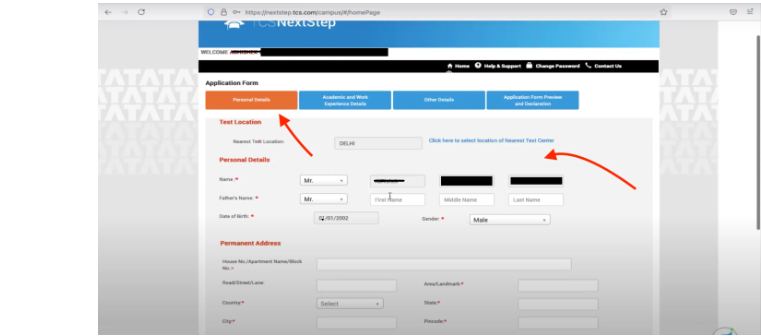 https://nextstep.tcs.com/campus/#/homePage
TCS NextStep
WELCOME
Home Help & Support Change Password Contact Us
Application Form
Personal Details
Academic and Work Experience Details
Other Details
Application Form Preview and Declaration
Test Location
Nearest Test Location: DELHI Click here to select location of Nearest Test Center
Personal Details
Name :* Mr.
Father's Name: * Mr. First Name Middle Name Last Name
Date of Birth: * 01/01/2002 Gender: * Male
Permanent Address
House No./Apartment Name/Block No.:*
Road/Street/Lane: Area/Landmark:*
Country:* Select State:*
City:* Pincode:*